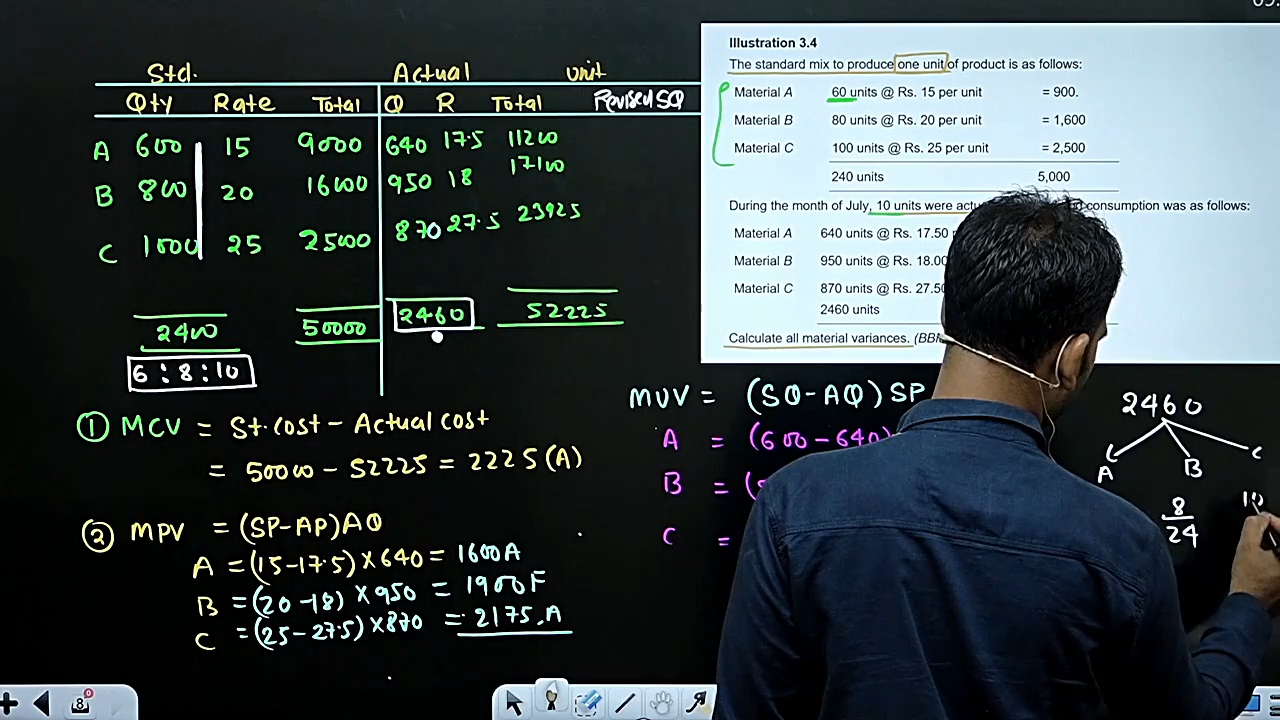 Std. Actual unit
Qty Rate Total Q R Total Revised SQ
A 600 15 9000 640 17.5 11200
B 800 20 16000 950 18 17100
C 1000 25 25000 870 27.5 23925
2400 50000 2460 52225
6 : 8 : 10
① MCV = St. cost - Actual cost
= 50000 - 52225 = 2225 (A)
② MPV = (SP-AP)AQ
A = (15-17.5) × 640 = 1600A
B = (20-18) × 950 = 1900F
C = (25-27.5) × 870 = 2175.A
Illustration 3.4
The standard mix to produce one unit of product is as follows:
Material A 60 units @ Rs. 15 per unit = 900.
Material B 80 units @ Rs. 20 per unit = 1,600
Material C 100 units @ Rs. 25 per unit = 2,500
240 units 5,000
During the month of July, 10 units were consumption was as follows:
Material A 640 units @ Rs. 17.50
Material B 950 units @ Rs. 18.00
Material C 870 units @ Rs. 27.50
2460 units
Calculate all material variances.
MUV = (SQ-AQ) SP
A = (600-640)
B = (
C =
2460
A B C
8
24
10
8